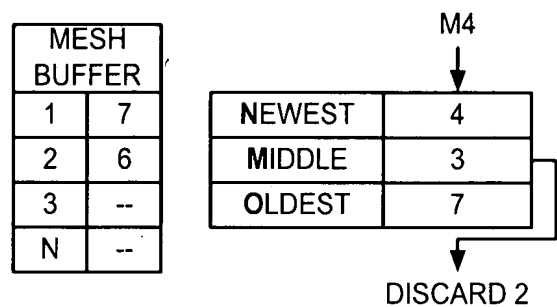 MESH
BUFFER
1 7
2 6
3 --
N --
M4
NEWEST 4
MIDDLE 3
OLDEST 7
DISCARD 2